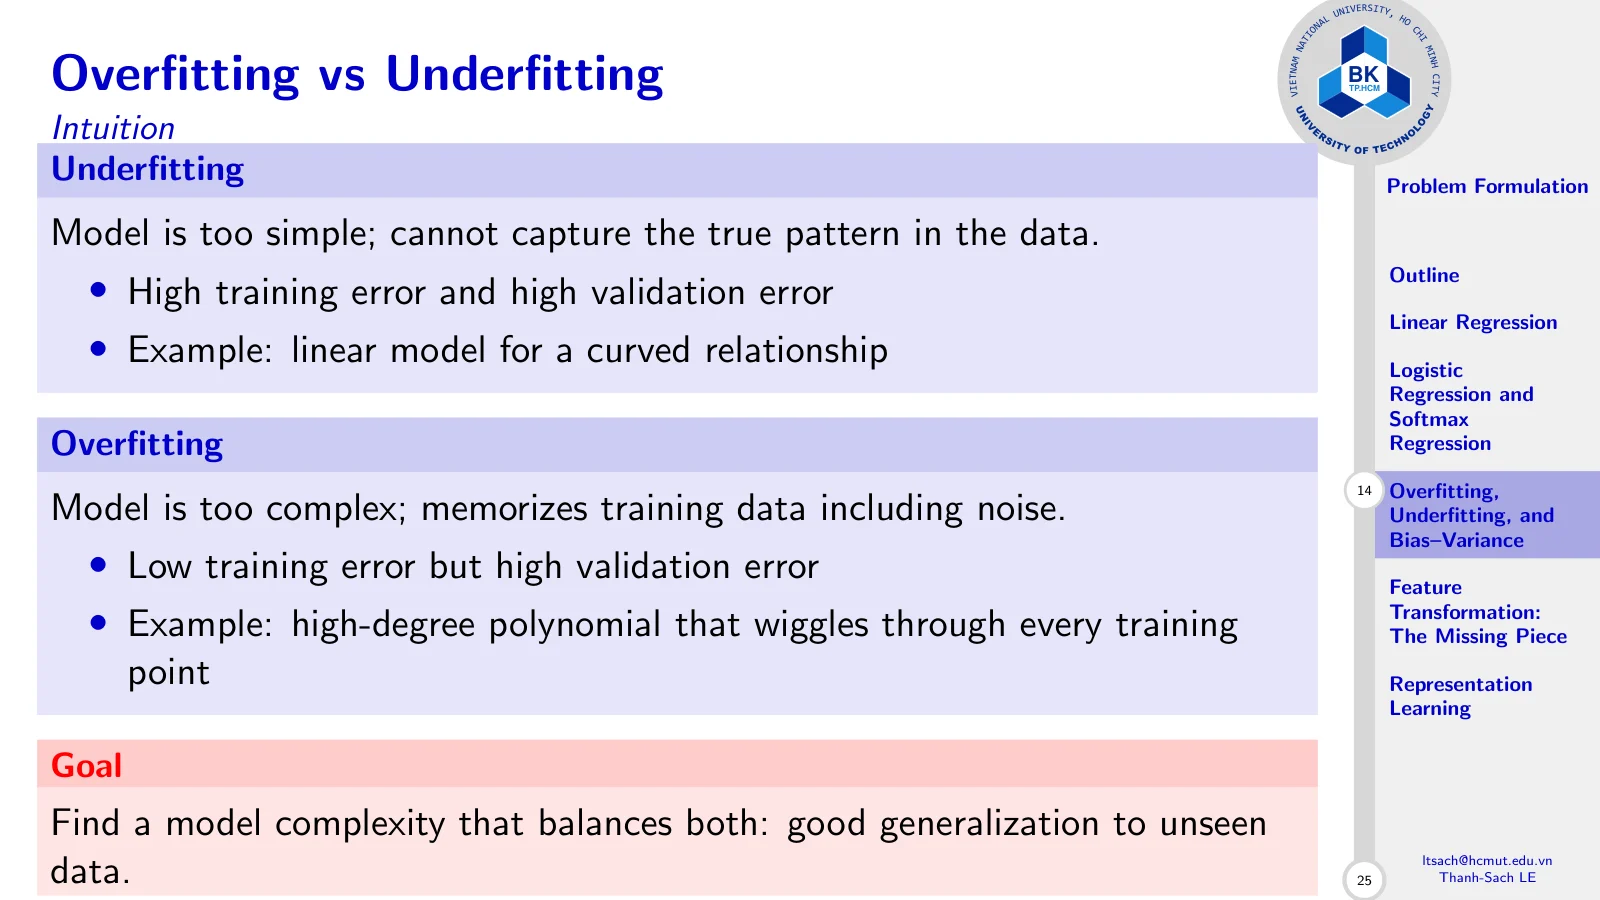 Overfitting vs Underfitting
Intuition
Underfitting
Model is too simple; cannot capture the true pattern in the data.
• High training error and high validation error
• Example: linear model for a curved relationship
Overfitting
Model is too complex; memorizes training data including noise.
• Low training error but high validation error
• Example: high-degree polynomial that wiggles through every training
point
Goal
Find a model complexity that balances both: good generalization to unseen
data.
VIETNAM NATIONAL UNIVERSITY, HO CHI MINH CITY
BK
TP.HCM
UNIVERSITY OF TECHNOLOGY
Problem Formulation
Outline
Linear Regression
Logistic
Regression and
Softmax
Regression
14
Overfitting,
Underfitting, and
Bias–Variance
Feature
Transformation:
The Missing Piece
Representation
Learning
ltsach@hcmut.edu.vn
Thanh-Sach LE
25